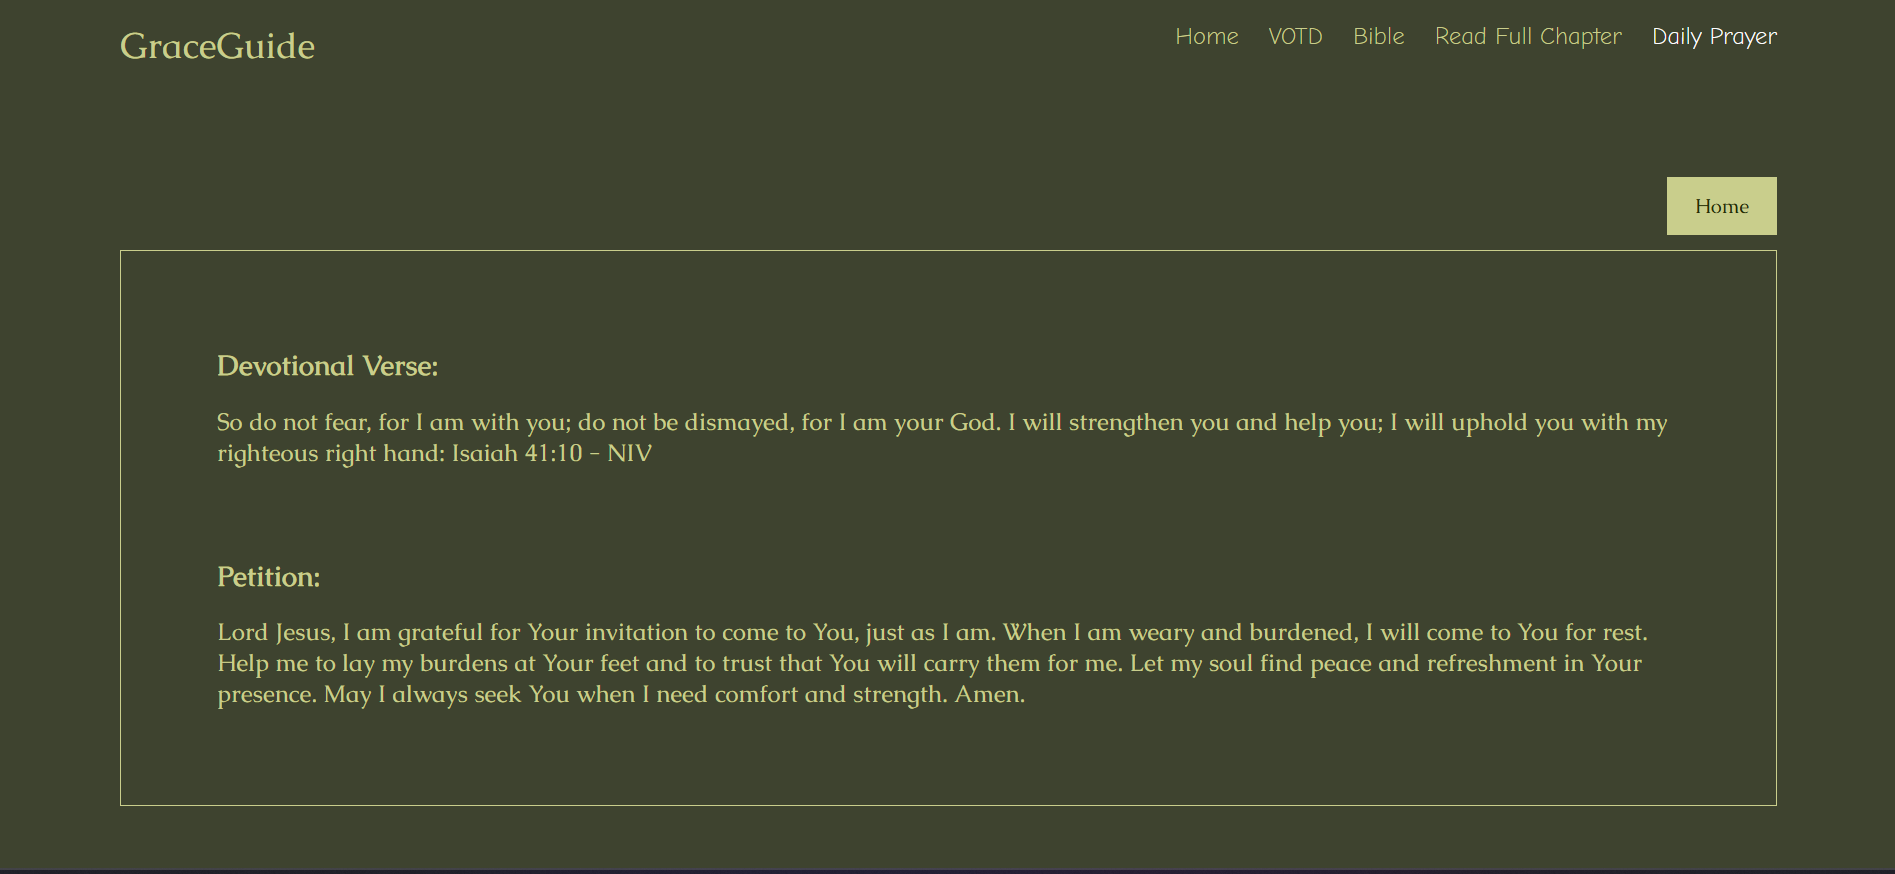 GraceGuide
Home VOTD Bible Read Full Chapter Daily Prayer
Home
Devotional Verse:
So do not fear, for I am with you; do not be dismayed, for I am your God. I will strengthen you and help you; I will uphold you with my
righteous right hand: Isaiah 41:10 - NIV
Petition:
Lord Jesus, I am grateful for Your invitation to come to You, just as I am. When I am weary and burdened, I will come to You for rest.
Help me to lay my burdens at Your feet and to trust that You will carry them for me. Let my soul find peace and refreshment in Your
presence. May I always seek You when I need comfort and strength. Amen.